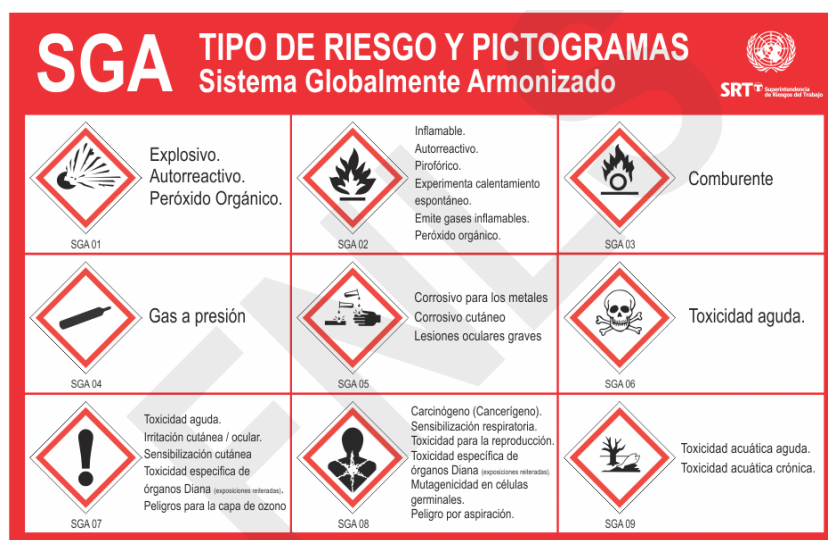 SGA
TIPO DE RIESGO Y PICTOGRAMAS
Sistema Globalmente Armonizado
SRT Superintendencia
de Riesgos del Trabajo
Explosivo.
Autorreactivo.
Peróxido Orgánico.
SGA 01
Inflamable.
Autorreactivo.
Pirofórico.
Experimenta calentamiento
espontáneo.
Emite gases inflamables.
Peróxido orgánico.
SGA 02
Comburente
SGA 03
Gas a presión
SGA 04
Corrosivo para los metales
Corrosivo cutáneo
Lesiones oculares graves
SGA 05
Toxicidad aguda.
SGA 06
Toxicidad aguda.
Irritación cutánea / ocular.
Sensibilización cutánea
Toxicidad especifica de
órganos Diana (exposiciones reiteradas).
Peligros para la capa de ozono
SGA 07
Carcinógeno (Cancerígeno).
Sensibilización respiratoria.
Toxicidad para la reproducción.
Toxicidad específica de
órganos Diana (exposiciones reiteradas).
Mutagenicidad en células
germinales.
Peligro por aspiración.
SGA 08
Toxicidad acuática aguda.
Toxicidad acuática crónica.
SGA 09